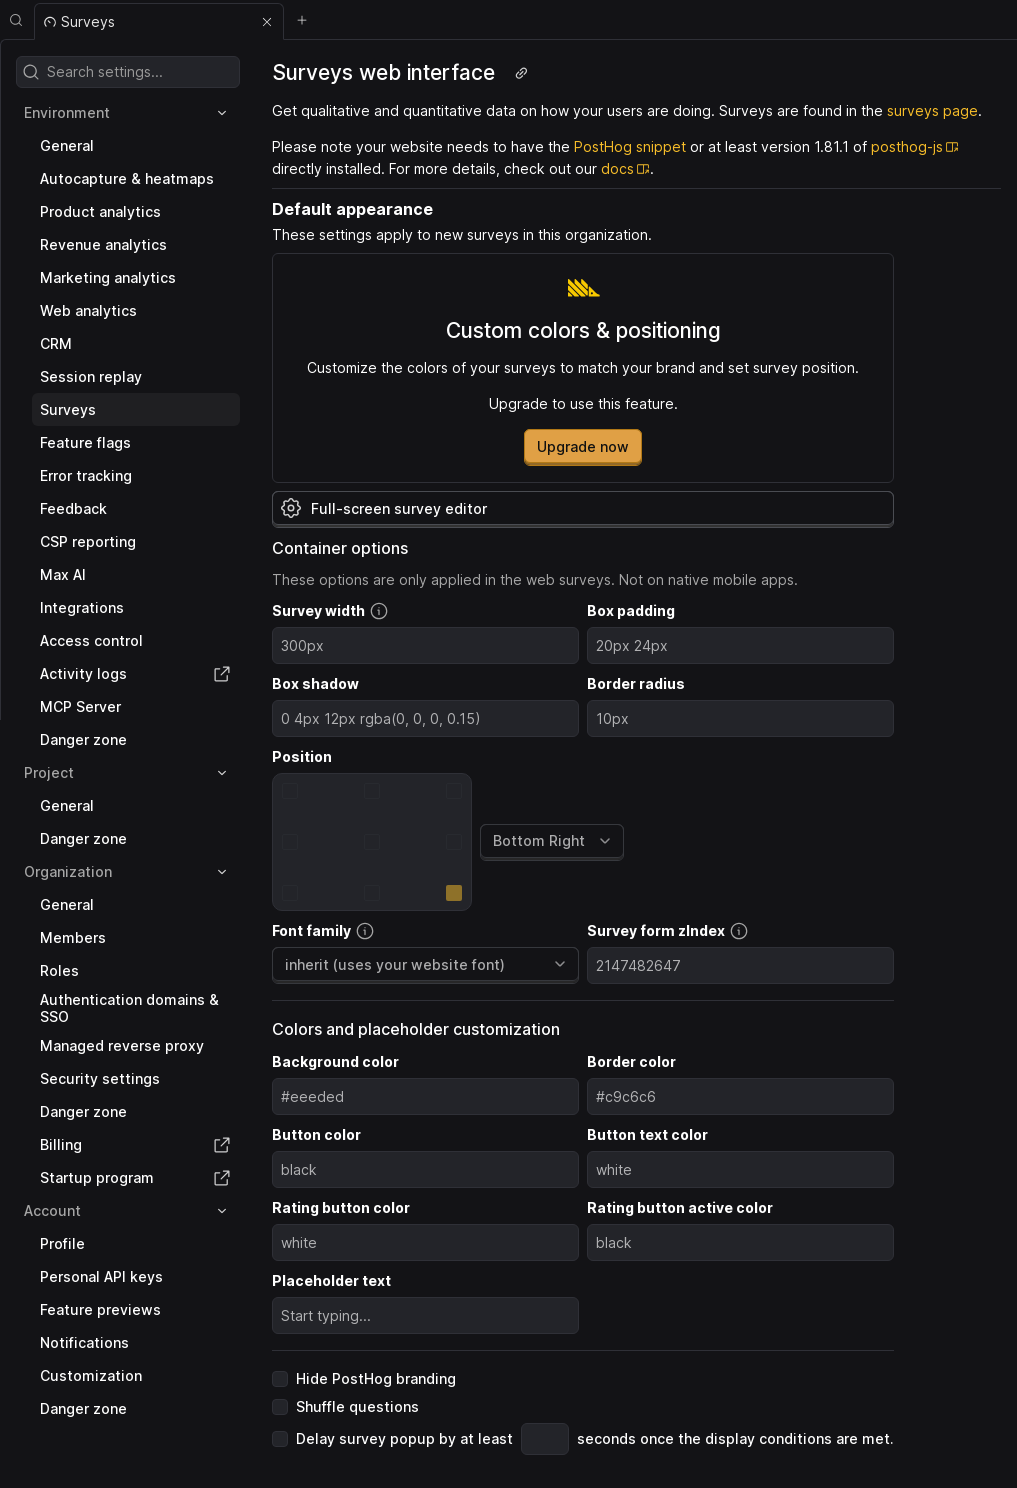 Surveys
Search settings...
Environment
General
Autocapture & heatmaps
Product analytics
Revenue analytics
Marketing analytics
Web analytics
CRM
Session replay
Surveys
Feature flags
Error tracking
Feedback
CSP reporting
Max AI
Integrations
Access control
Activity logs
MCP Server
Danger zone
Project
General
Danger zone
Organization
General
Members
Roles
Authentication domains &
SSO
Managed reverse proxy
Security settings
Danger zone
Billing
Startup program
Account
Profile
Personal API keys
Feature previews
Notifications
Customization
Danger zone
Surveys web interface
Get qualitative and quantitative data on how your users are doing. Surveys are found in the surveys page.
Please note your website needs to have the PostHog snippet or at least version 1.81.1 of posthog-js
directly installed. For more details, check out our docs.
Default appearance
These settings apply to new surveys in this organization.
Custom colors & positioning
Customize the colors of your surveys to match your brand and set survey position.
Upgrade to use this feature.
Upgrade now
Full-screen survey editor
Container options
These options are only applied in the web surveys. Not on native mobile apps.
Survey width
Box padding
300px
20px 24px
Box shadow
Border radius
0 4px 12px rgba(0, 0, 0, 0.15)
10px
Position
Bottom Right
Font family
Survey form zIndex
inherit (uses your website font)
2147482647
Colors and placeholder customization
Background color
Border color
#eeeded
#c9c6c6
Button color
Button text color
black
white
Rating button color
Rating button active color
white
black
Placeholder text
Start typing...
Hide PostHog branding
Shuffle questions
Delay survey popup by at least seconds once the display conditions are met.